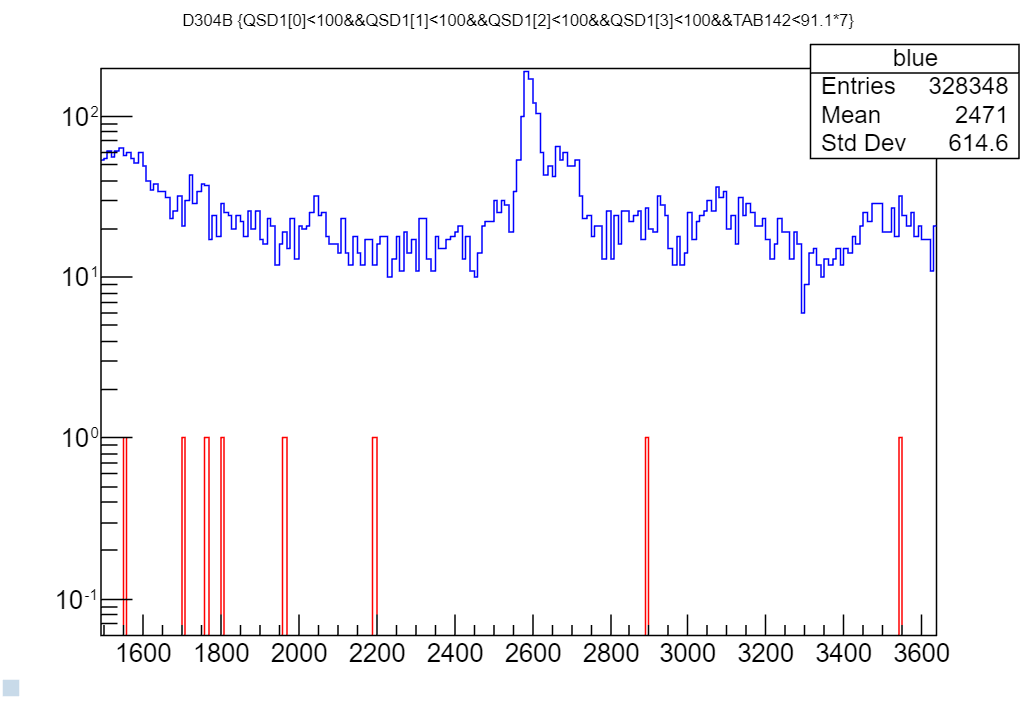 D304B {QSD1[0]<100&&QSD1[1]<100&&QSD1[2]<100&&QSD1[3]<100&&TAB142<91.1*7}
blue
Entries 328348
Mean 2471
Std Dev 614.6
10²
10¹
10⁰
10⁻¹
1600 1800 2000 2200 2400 2600 2800 3000 3200 3400 3600